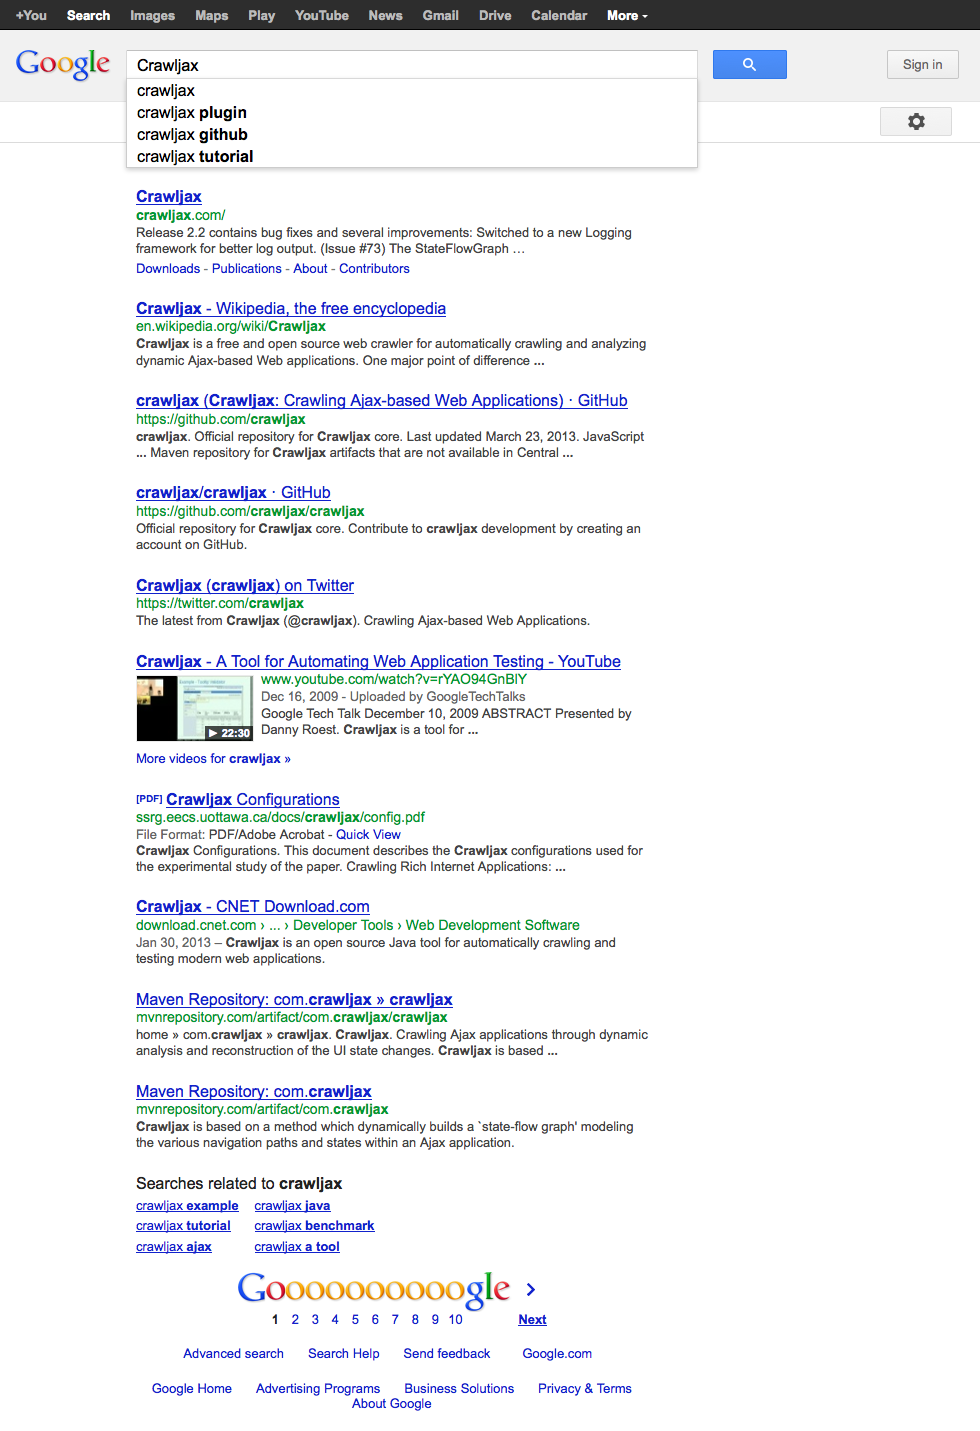 +You Search Images Maps Play YouTube News Gmail Drive Calendar More
Google
Crawljax
Sign in
crawljax
crawljax plugin
crawljax github
crawljax tutorial
Crawljax
crawljax.com/
Release 2.2 contains bug fixes and several improvements: Switched to a new Logging
framework for better log output. (Issue #73) The StateFlowGraph ...
Downloads - Publications - About - Contributors
Crawljax - Wikipedia, the free encyclopedia
en.wikipedia.org/wiki/Crawljax
Crawljax is a free and open source web crawler for automatically crawling and analyzing
dynamic Ajax-based Web applications. One major point of difference ...
crawljax (Crawljax: Crawling Ajax-based Web Applications) · GitHub
https://github.com/crawljax
crawljax. Official repository for Crawljax core. Last updated March 23, 2013. JavaScript
... Maven repository for Crawljax artifacts that are not available in Central ...
crawljax/crawljax · GitHub
https://github.com/crawljax/crawljax
Official repository for Crawljax core. Contribute to crawljax development by creating an
account on GitHub.
Crawljax (crawljax) on Twitter
https://twitter.com/crawljax
The latest from Crawljax (@crawljax). Crawling Ajax-based Web Applications.
Crawljax - A Tool for Automating Web Application Testing - YouTube
www.youtube.com/watch?v=rYAO94GnBIY
Dec 16, 2009 - Uploaded by GoogleTechTalks
Google Tech Talk December 10, 2009 ABSTRACT Presented by
Danny Roest. Crawljax is a tool for ...
22:30
More videos for crawljax »
[PDF] Crawljax Configurations
ssrg.eecs.uottawa.ca/docs/crawljax/config.pdf
File Format: PDF/Adobe Acrobat - Quick View
Crawljax Configurations. This document describes the Crawljax configurations used for
the experimental study of the paper. Crawling Rich Internet Applications: ...
Crawljax - CNET Download.com
download.cnet.com › ... › Developer Tools › Web Development Software
Jan 30, 2013 – Crawljax is an open source Java tool for automatically crawling and
testing modern web applications.
Maven Repository: com.crawljax » crawljax
mvnrepository.com/artifact/com.crawljax/crawljax
home » com.crawljax » crawljax. Crawljax. Crawling Ajax applications through dynamic
analysis and reconstruction of the UI state changes. Crawljax is based ...
Maven Repository: com.crawljax
mvnrepository.com/artifact/com.crawljax
Crawljax is based on a method which dynamically builds a `state-flow graph' modeling
the various navigation paths and states within an Ajax application.
Searches related to crawljax
crawljax example crawljax java
crawljax tutorial crawljax benchmark
crawljax ajax crawljax a tool
Goooooooooogle
1 2 3 4 5 6 7 8 9 10 Next
Advanced search Search Help Send feedback Google.com
Google Home Advertising Programs Business Solutions Privacy & Terms
About Google